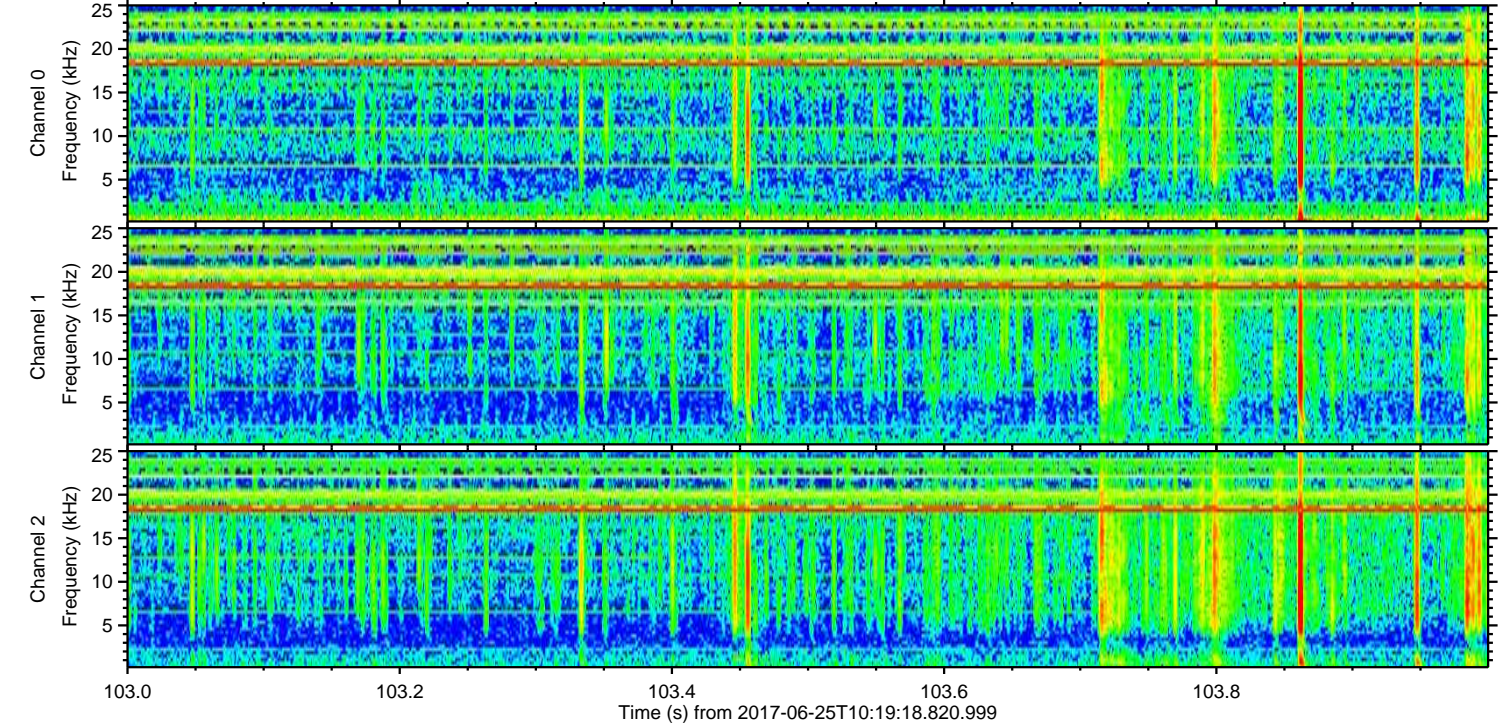 Channel 0
Frequency (kHz)
25
20
15
10
5
Channel 1
Frequency (kHz)
25
20
15
10
5
Channel 2
Frequency (kHz)
25
20
15
10
5
103.0 103.2 103.4 103.6 103.8
Time (s) from 2017-06-25T10:19:18.820.999